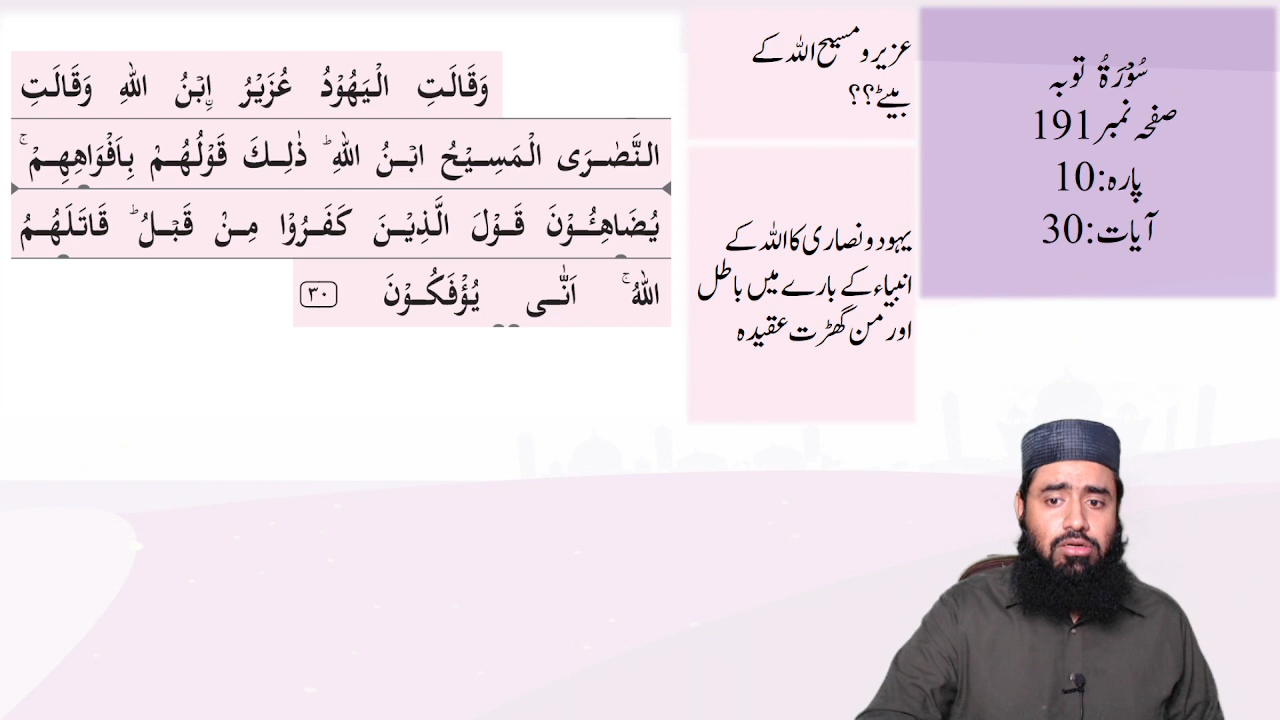 سُوْرَۃُ توبہ
صفحہ نمبر 191
پارہ:10
آیات:30
عزیر و مسیح اللہ کے
بیٹے؟؟
یہود و نصاری کا اللہ کے
انبیاء کے بارے میں باطل
اور من گھڑت عقیدہ
وَقَالَتِ الْيَهُوْدُ عُزَيْرُ ۨابْنُ اللّٰهِ وَقَالَتِ
النَّصٰرَى الْمَسِيْحُ ابْنُ اللّٰهِ ؕ ذٰلِكَ قَوْلُهُمْ بِاَفْوَاهِهِمْ ۚ
يُضَاهِئُوْنَ قَوْلَ الَّذِيْنَ كَفَرُوْا مِنْ قَبْلُ ؕ قَاتَلَهُمُ
اللّٰهُ ۚ اَنّٰى يُؤْفَكُوْنَ ۳۰